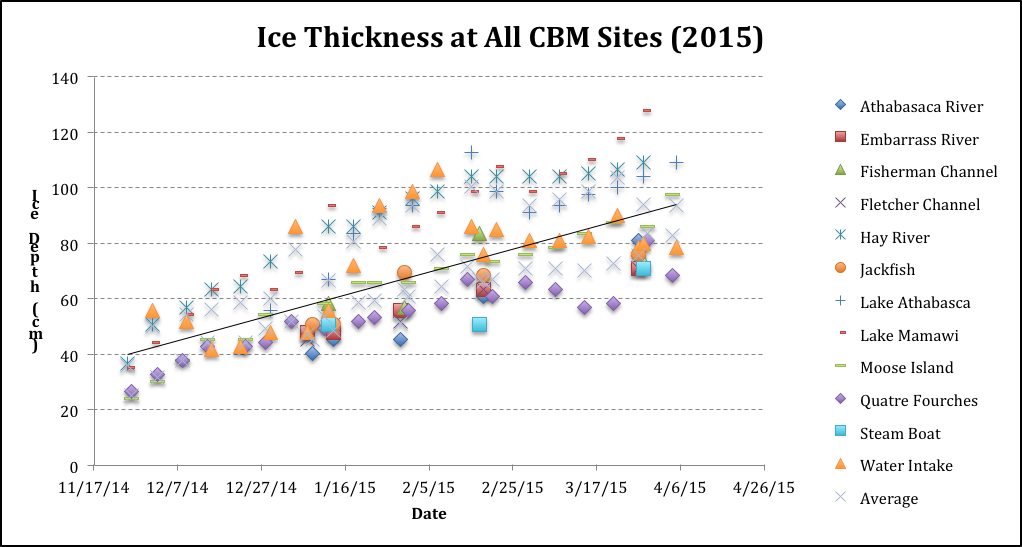 Ice Thickness at All CBM Sites (2015)
140
120
100
80
60
40
20
0
Ice Depth (cm)
11/17/14 12/7/14 12/27/14 1/16/15 2/5/15 2/25/15 3/17/15 4/6/15 4/26/15
Date
Athabasaca River
Embarrass River
Fisherman Channel
Fletcher Channel
Hay River
Jackfish
Lake Athabasca
Lake Mamawi
Moose Island
Quatre Fourches
Steam Boat
Water Intake
Average